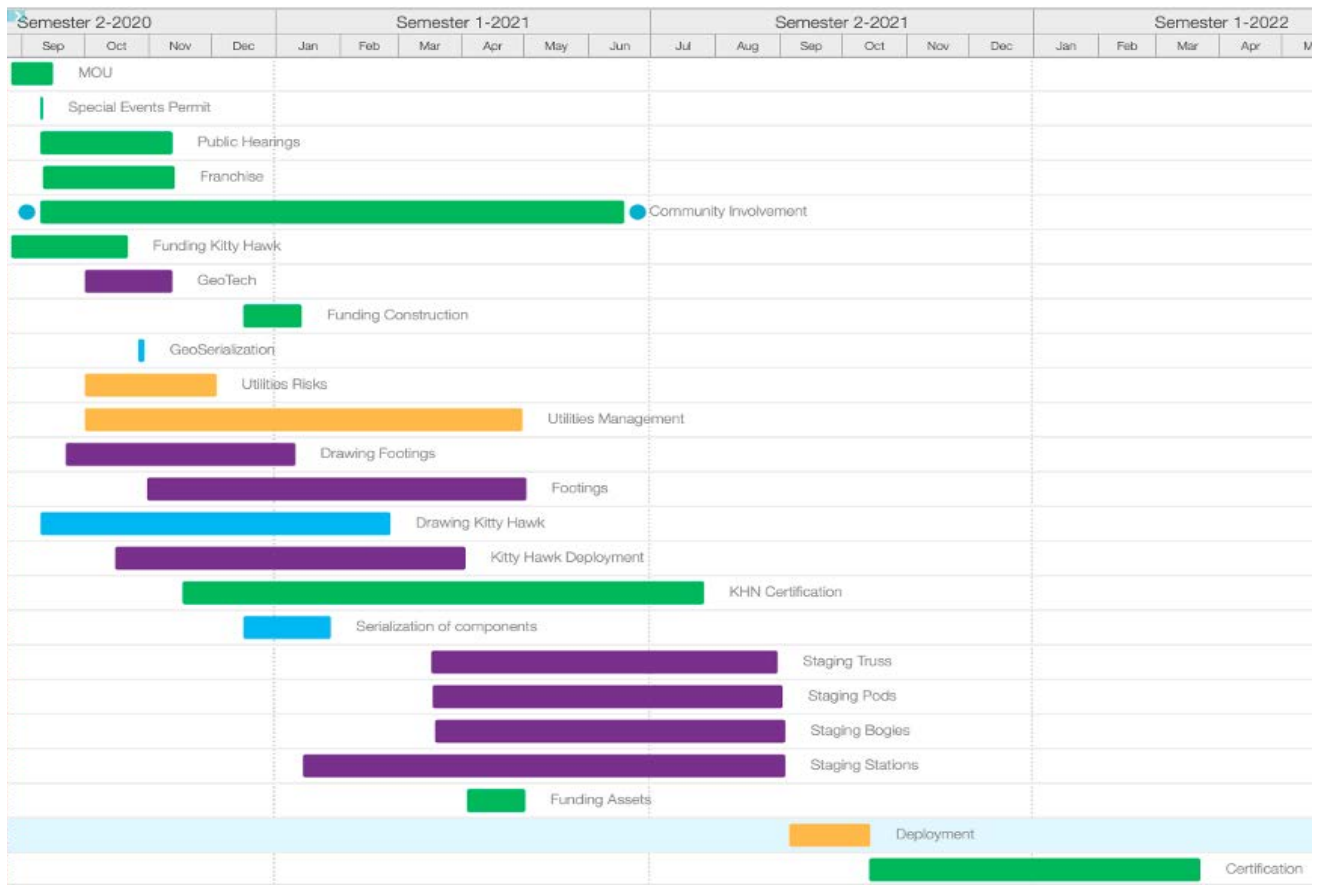 Semester 2-2020 Semester 1-2021 Semester 2-2021 Semester 1-2022
Sep Oct Nov Dec Jan Feb Mar Apr May Jun Jul Aug Sep Oct Nov Dec Jan Feb Mar Apr
MOU
Special Events Permit
Public Hearings
Franchise
Community Involvement
Funding Kitty Hawk
GeoTech
Funding Construction
GeoSerialization
Utilities Risks
Utilities Management
Drawing Footings
Footings
Drawing Kitty Hawk
Kitty Hawk Deployment
KHN Certification
Serialization of components
Staging Truss
Staging Pods
Staging Bogies
Staging Stations
Funding Assets
Deployment
Certification